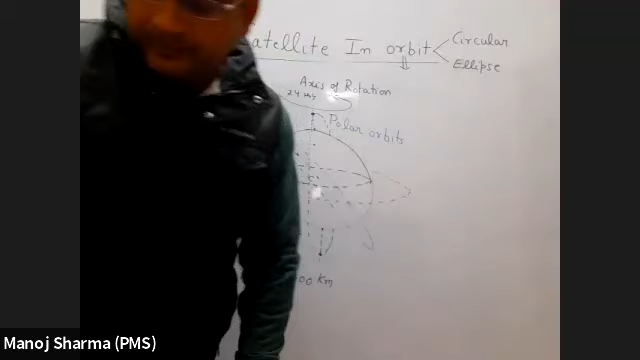 atellite In orbit
Circular
Ellipse
Axis of Rotation
24 Hrs
Polar orbits
00 Km
Manoj Sharma (PMS)